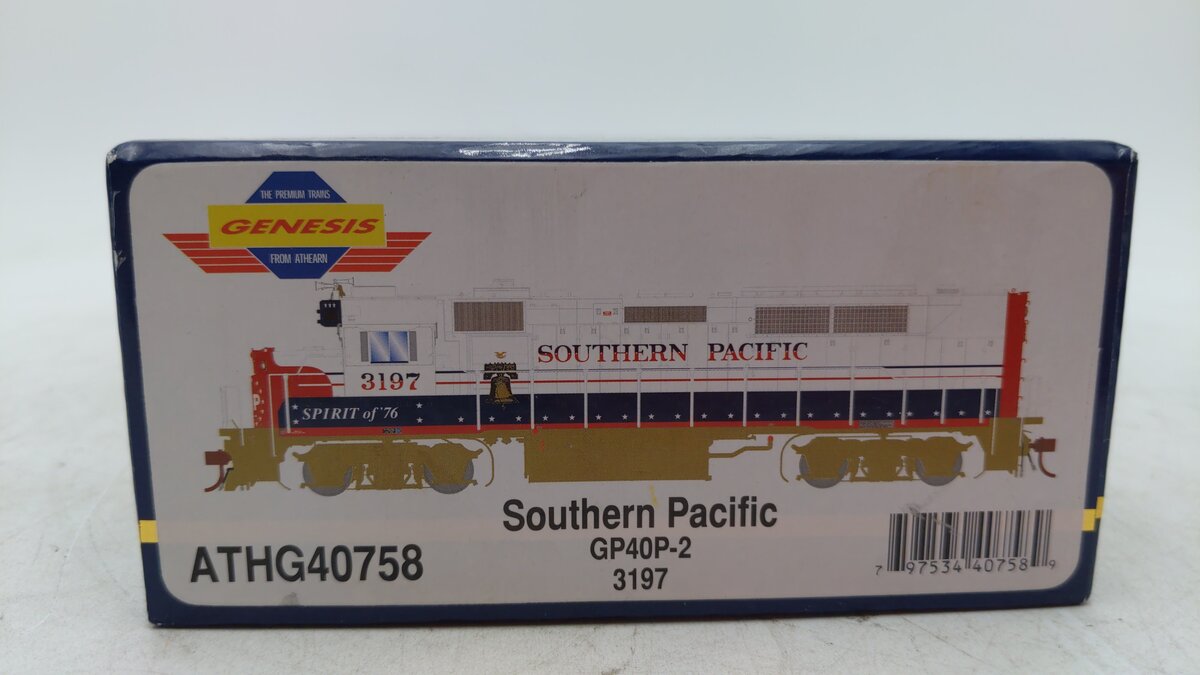 THE PREMIUM TRAINS
GENESIS
FROM ATHEARN
SOUTHERN PACIFIC
3197
SPIRIT of '76
Southern Pacific
GP40P-2
3197
ATHG40758
7 97534 40758 9